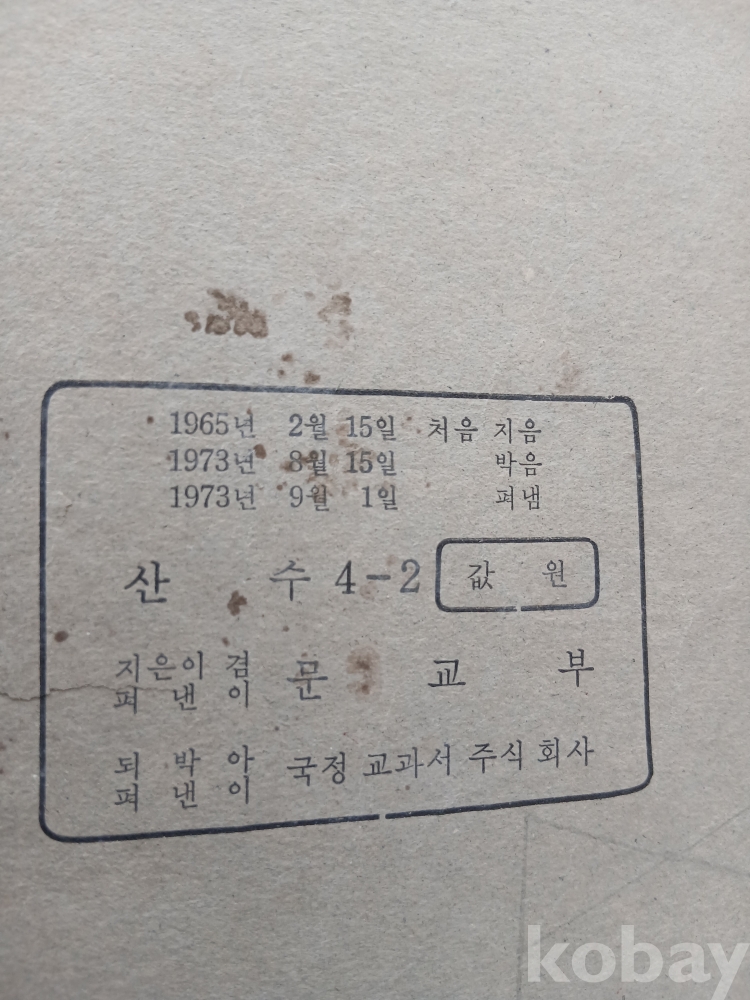 1965년 2월 15일 처음 지음
1973년 8월 15일 박음
1973년 9월 1일 펴냄
산 수 4-2 값 원
지은이 겸 문 교 부
펴 낸 이
되 박 아 국정 교과서 주식 회사
펴 낸 이
kobay